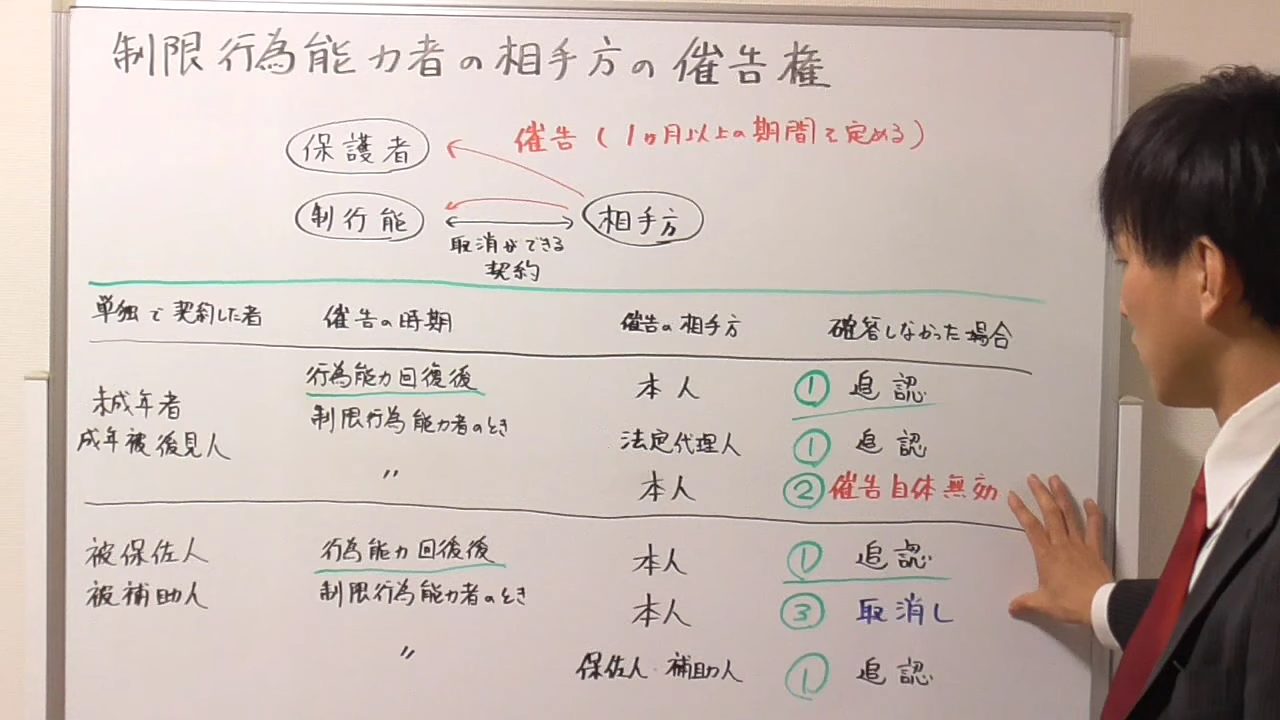 制限行為能力者の相手方の催告権
保護者
催告(1ヶ月以上の期間を定める)
制行能
相手方
取消ができる
契約
単独で契約した者 催告の時期 催告の相手方 確答しなかった場合
行為能力回復後 本人 ① 追認
未成年者
制限行為能力者のとき 法定代理人 ① 追認
成年被後見人
〃 本人 ② 催告自体無効
被保佐人 行為能力回復後 本人 ① 追認
被補助人 制限行為能力者のとき 本人 ③ 取消し
〃 保佐人・補助人 ① 追認